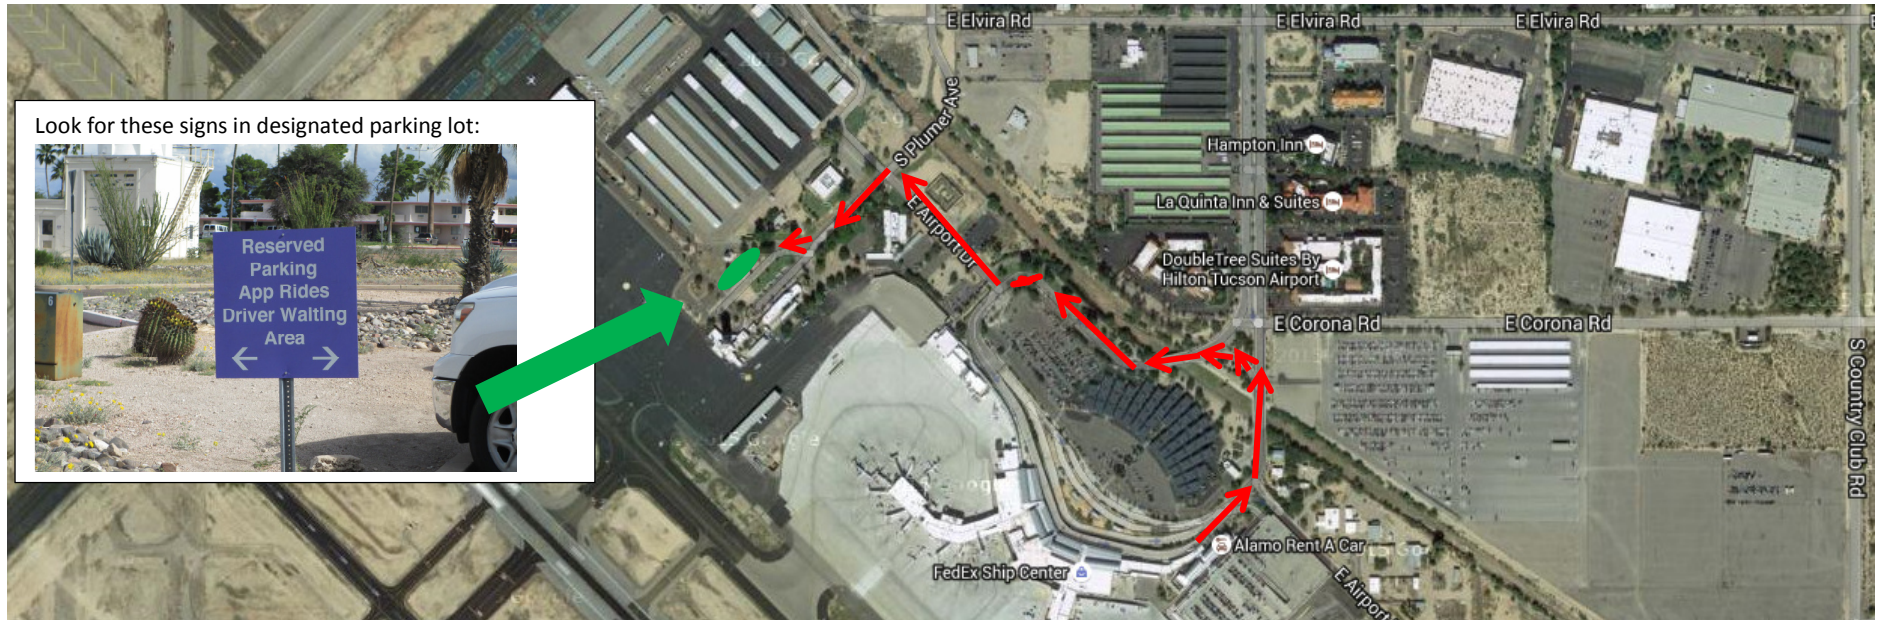 E Elvira Rd
E Elvira Rd
E Elvira Rd
Look for these signs in designated parking lot:
Reserved
Parking
App Rides
Driver Waiting
Area
6
S Plumer Ave
E Airport Dr
Hampton Inn
La Quinta Inn & Suites
DoubleTree Suites By
Hilton Tucson Airport
E Corona Rd
E Corona Rd
S Country Club Rd
Alamo Rent A Car
FedEx Ship Center
E Airport